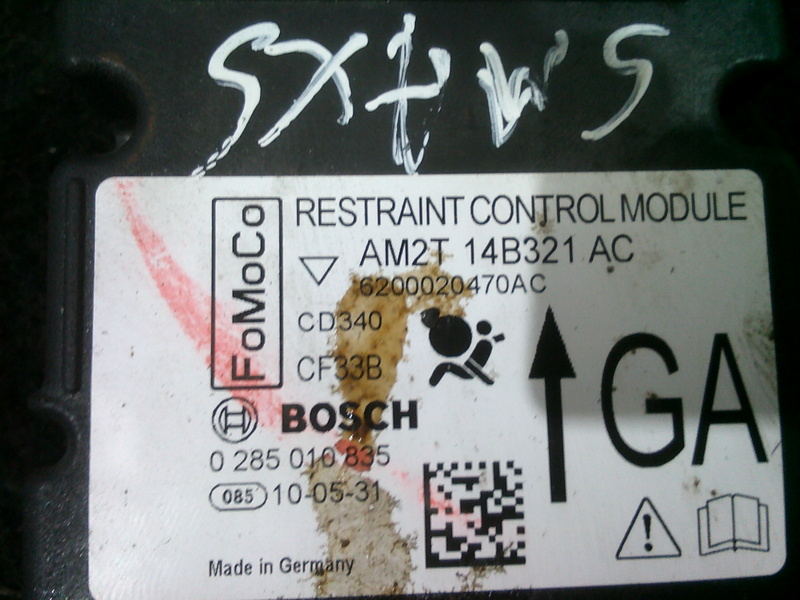 FoMoCo
RESTRAINT CONTROL MODULE
AM2T 14B321 AC
6200020470AC
CD340
CF33B
GA
BOSCH
0 285 010 835
085 10-05-31
Made in Germany